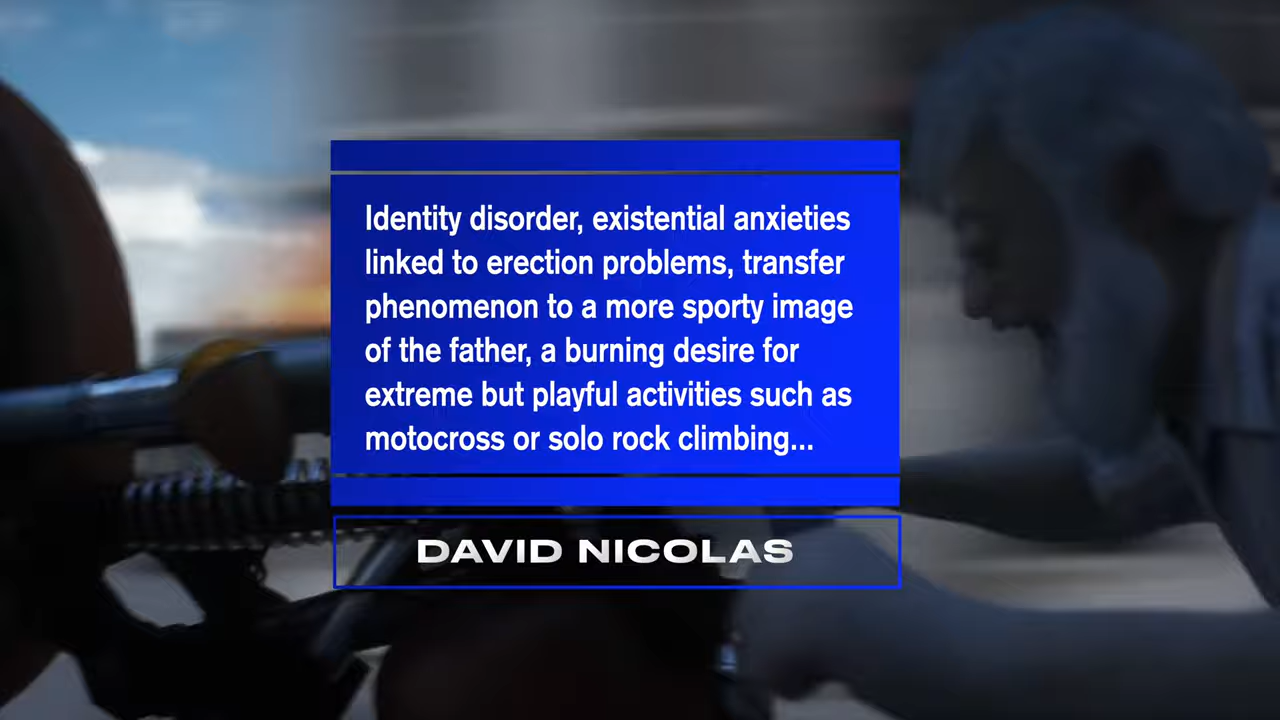 Identity disorder, existential anxieties
linked to erection problems, transfer
phenomenon to a more sporty image
of the father, a burning desire for
extreme but playful activities such as
motocross or solo rock climbing...
DAVID NICOLAS